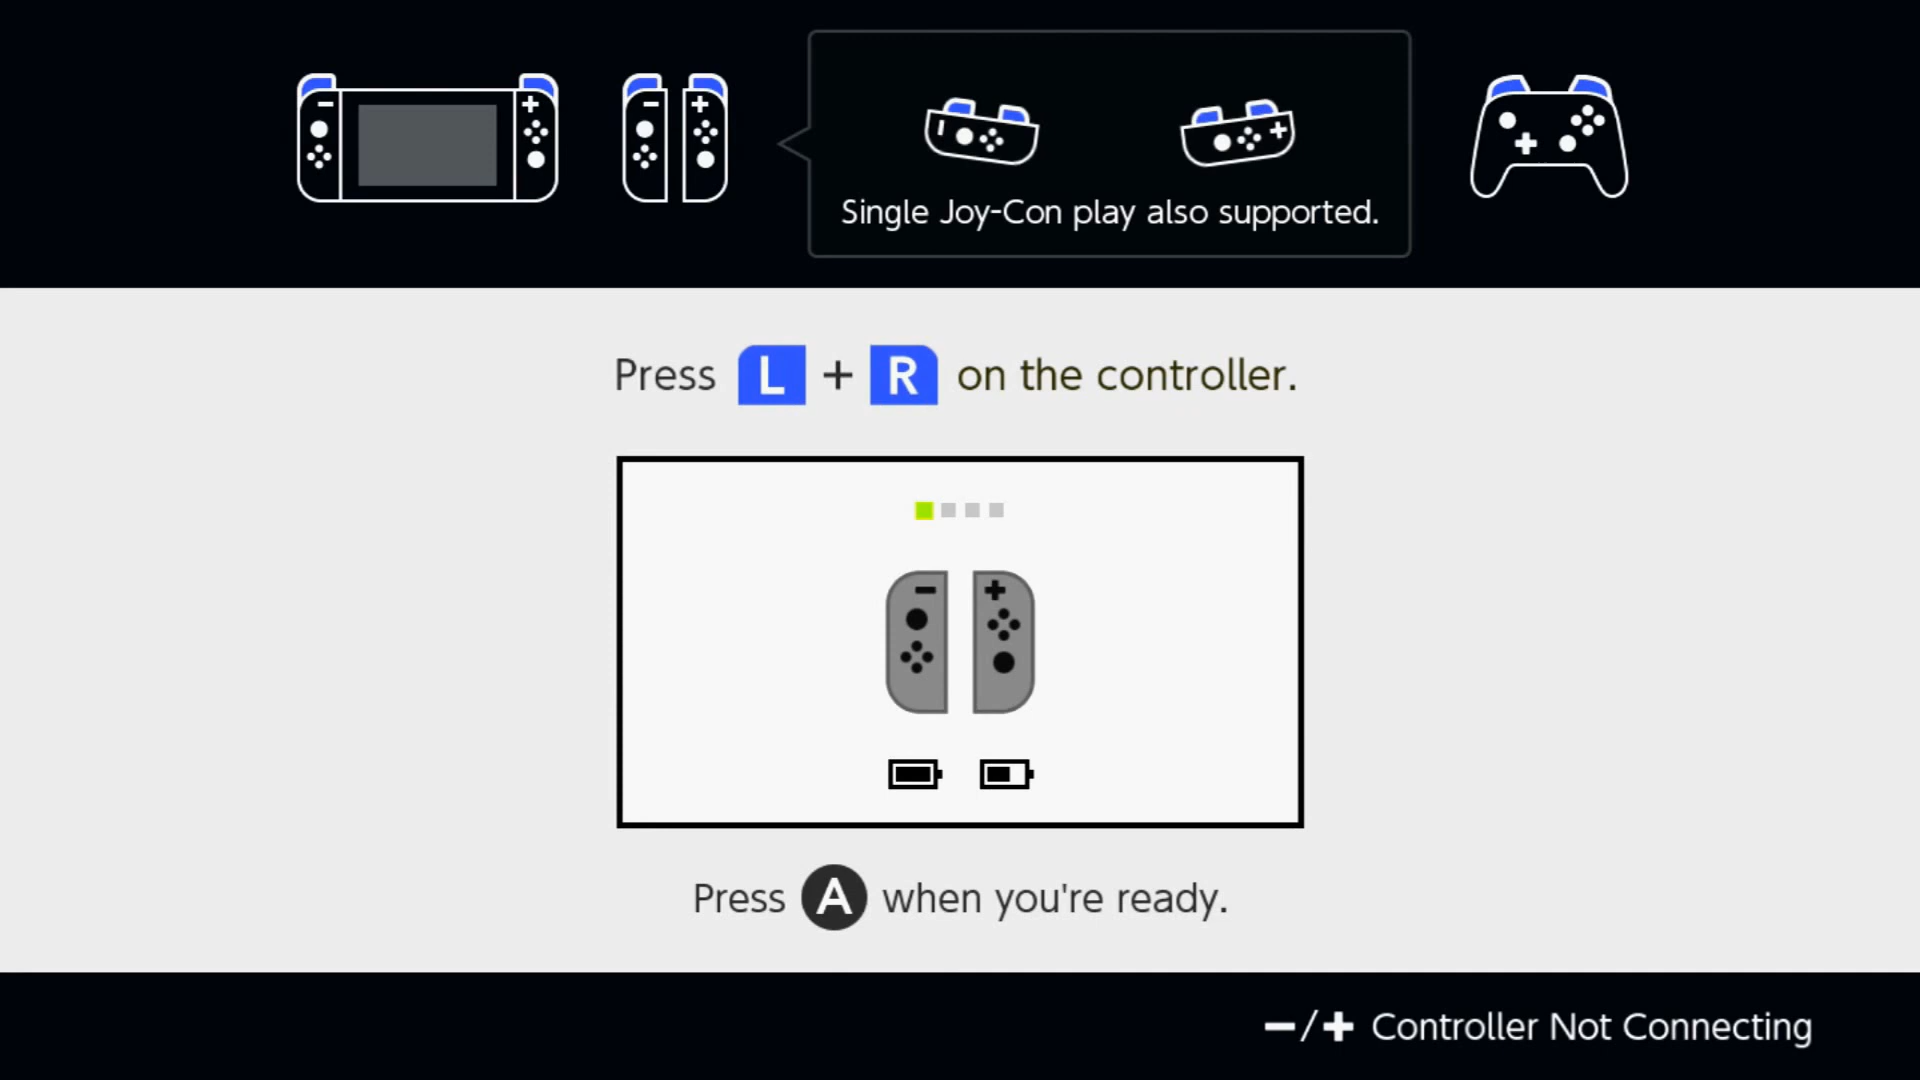 Single Joy-Con play also supported.
Press L + R on the controller.
Press A when you're ready.
−/+ Controller Not Connecting